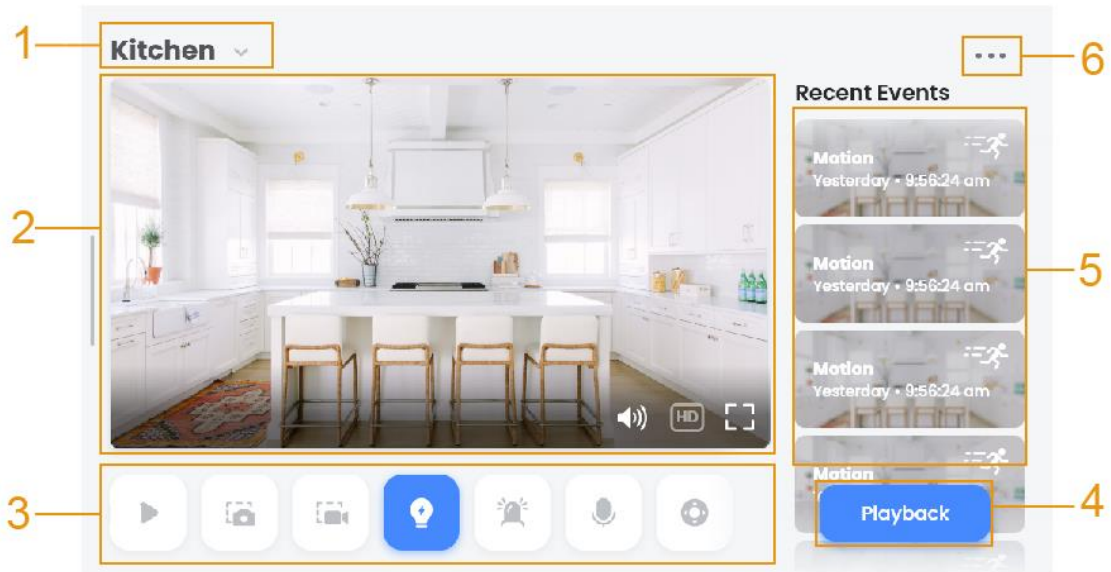 1
Kitchen
6
Recent Events
Motion
Yesterday • 9:56:24 am
2
Motion
Yesterday • 9:56:24 am
5
Motion
Yesterday • 9:56:24 am
HD
Motion
3
Playback
4